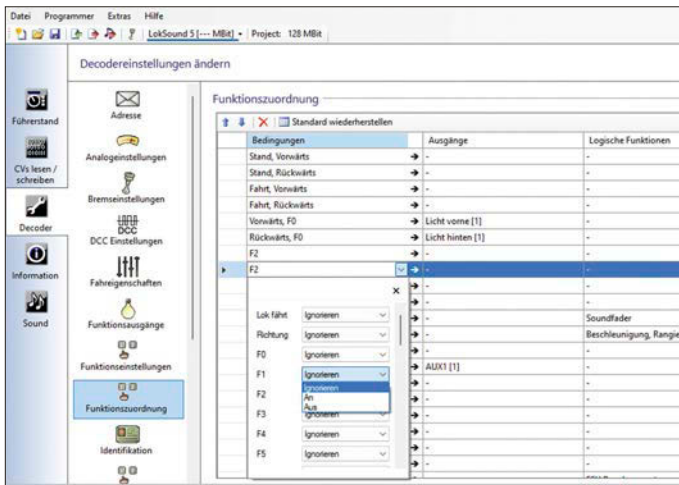 Datei Programmer Extras Hilfe
LokSound 5 [--- MBit] Project: 128 MBit
Decodereinstellungen ändern
Führerstand
CVs lesen /
schreiben
Decoder
Information
Sound
Adresse
Analogeinstellungen
Bremseinstellungen
DCC
DCC Einstellungen
Fahreigenschaften
Funktionsausgänge
Funktionseinstellungen
Funktionszuordnung
Identifikation
Funktionszuordnung
Standard wiederherstellen
Bedingungen Ausgänge Logische Funktionen
Stand, Vorwärts - -
Stand, Rückwärts - -
Fahrt, Vorwärts - -
Fahrt, Rückwärts - -
Vorwärts, F0 Licht vorne [1] -
Rückwärts, F0 Licht hinten [1] -
F2 - -
F2 - -
- -
- -
- Soundfader
- Beschleunigung, Rangie
- -
AUX1 [1] -
- -
- -
- -
- -
- -
Lok fährt Ignorieren
Richtung Ignorieren
F0 Ignorieren
F1 Ignorieren
Ignorieren
An
Aus
F2
F3 Ignorieren
F4 Ignorieren
F5 Ignorieren